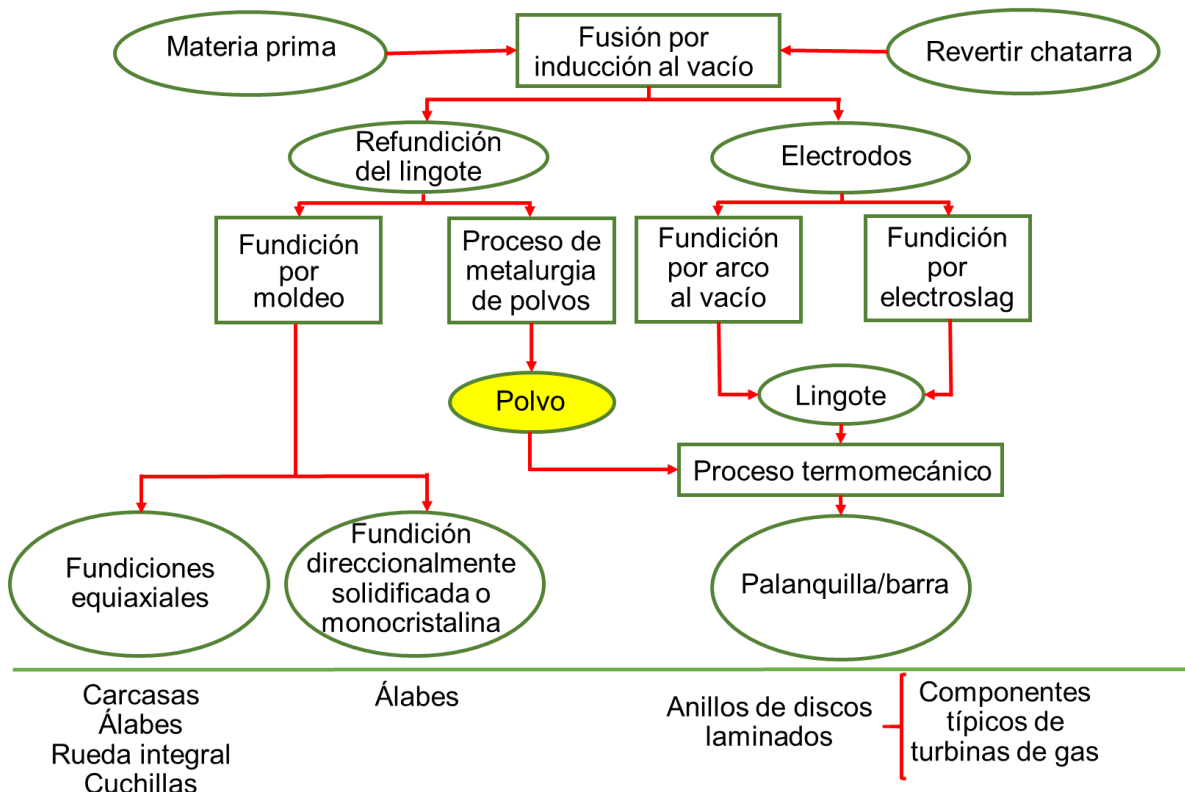 Materia prima
Fusión por
inducción al vacío
Revertir chatarra
Refundición
del lingote
Electrodos
Fundición
por
moldeo
Proceso de
metalurgia
de polvos
Fundición
por arco
al vacío
Fundición
por
electroslag
Polvo
Lingote
Proceso termomecánico
Fundiciones
equiaxiales
Fundición
direccionalmente
solidificada o
monocristalina
Palanquilla/barra
Carcasas
Álabes
Rueda integral
Cuchillas
Álabes
Anillos de discos
laminados
Componentes
típicos de
turbinas de gas